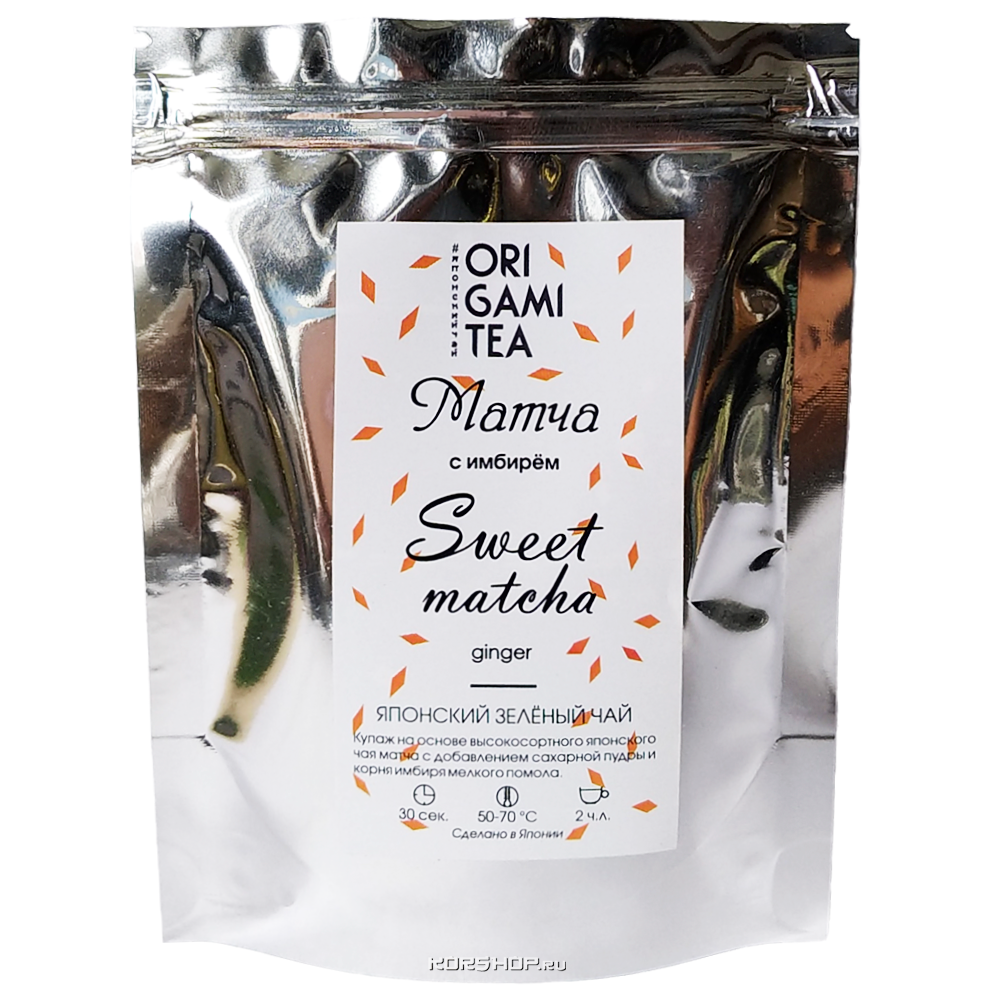 ORI
GAMI
TEA
Матча
с имбирём
Sweet
matcha
ginger
ЯПОНСКИЙ ЗЕЛЁНЫЙ ЧАЙ
Купаж на основе высокосортного японского
чая матча с добавлением сахарной пудры и
корня имбиря мелкого помола.
30 сек. 50-70 °C 2 ч.л.
Сделано в Японии
KORSHOP.RU